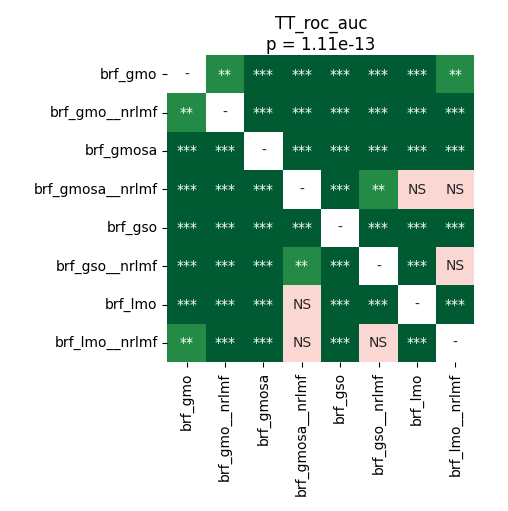 TT_roc_auc
p = 1.11e-13
brf_gmo - ** *** *** *** *** *** **
brf_gmo__nrlmf ** - *** *** *** *** *** ***
brf_gmosa *** *** - *** *** *** *** ***
brf_gmosa__nrlmf *** *** *** - *** ** NS NS
brf_gso *** *** *** *** - *** *** ***
brf_gso__nrlmf *** *** *** ** *** - *** NS
brf_lmo *** *** *** NS *** *** - ***
brf_lmo__nrlmf ** *** *** NS *** NS *** -
brf_gmo
brf_gmo__nrlmf
brf_gmosa
brf_gmosa__nrlmf
brf_gso
brf_gso__nrlmf
brf_lmo
brf_lmo__nrlmf